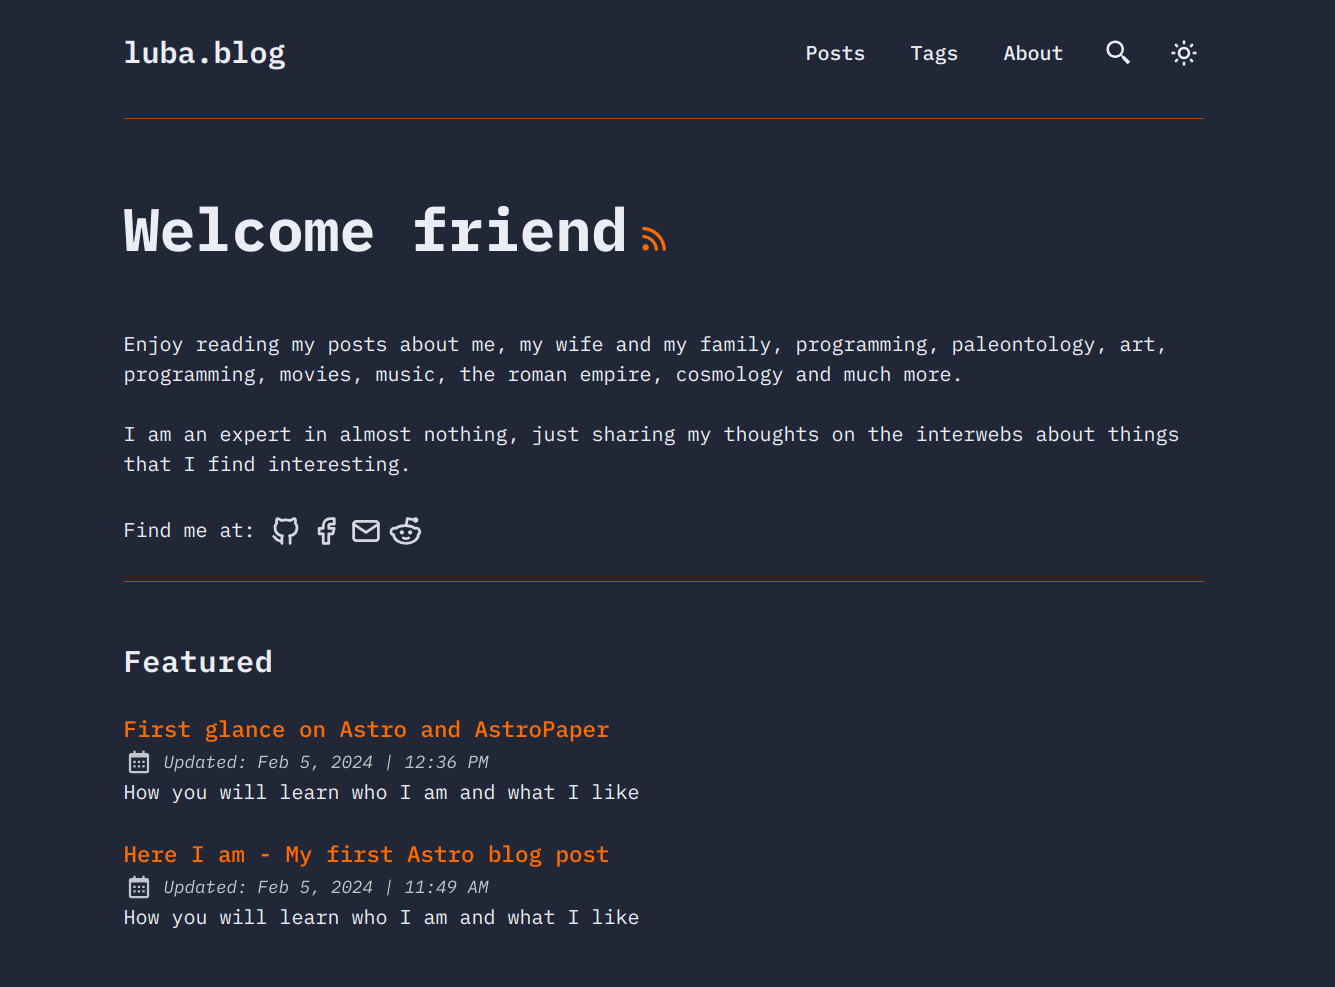 luba.blog
Posts Tags About
Welcome friend
Enjoy reading my posts about me, my wife and my family, programming, paleontology, art,
programming, movies, music, the roman empire, cosmology and much more.
I am an expert in almost nothing, just sharing my thoughts on the interwebs about things
that I find interesting.
Find me at:
Featured
First glance on Astro and AstroPaper
Updated: Feb 5, 2024 | 12:36 PM
How you will learn who I am and what I like
Here I am - My first Astro blog post
Updated: Feb 5, 2024 | 11:49 AM
How you will learn who I am and what I like